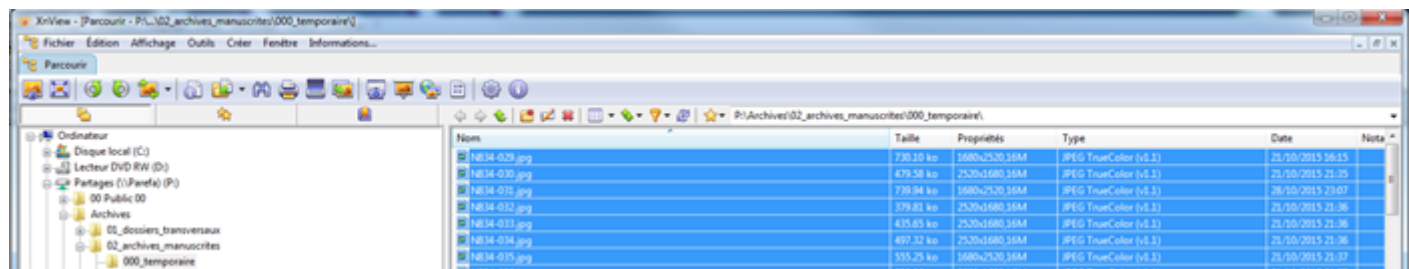 XnView - [Parcourir - P:\...\02_archives_manuscrites\000_temporaire\]
Fichier Édition Affichage Outils Créer Fenêtre Informations...
Parcourir
P:\Archives\02_archives_manuscrites\000_temporaire\
Ordinateur
Disque local (C:)
Lecteur DVD RW (D:)
Partages (\\Parefa) (P:)
00 Public 00
Archives
01_dossiers_transversaux
02_archives_manuscrites
000_temporaire
Nom Taille Propriétés Type Date Nota
N834-029.jpg 730.10 ko 1680x2520,16M JPEG TrueColor (v1.1) 21/10/2015 16:15
N834-030.jpg 479.58 ko 2520x1680,16M JPEG TrueColor (v1.1) 21/10/2015 21:35
N834-031.jpg 739.94 ko 1680x2520,16M JPEG TrueColor (v1.1) 28/10/2015 23:07
N834-032.jpg 379.81 ko 2520x1680,16M JPEG TrueColor (v1.1) 21/10/2015 21:36
N834-033.jpg 435.65 ko 2520x1680,16M JPEG TrueColor (v1.1) 21/10/2015 21:36
N834-034.jpg 497.32 ko 2520x1680,16M JPEG TrueColor (v1.1) 21/10/2015 21:36
N834-035.jpg 555.25 ko 1680x2520,16M JPEG TrueColor (v1.1) 21/10/2015 21:37